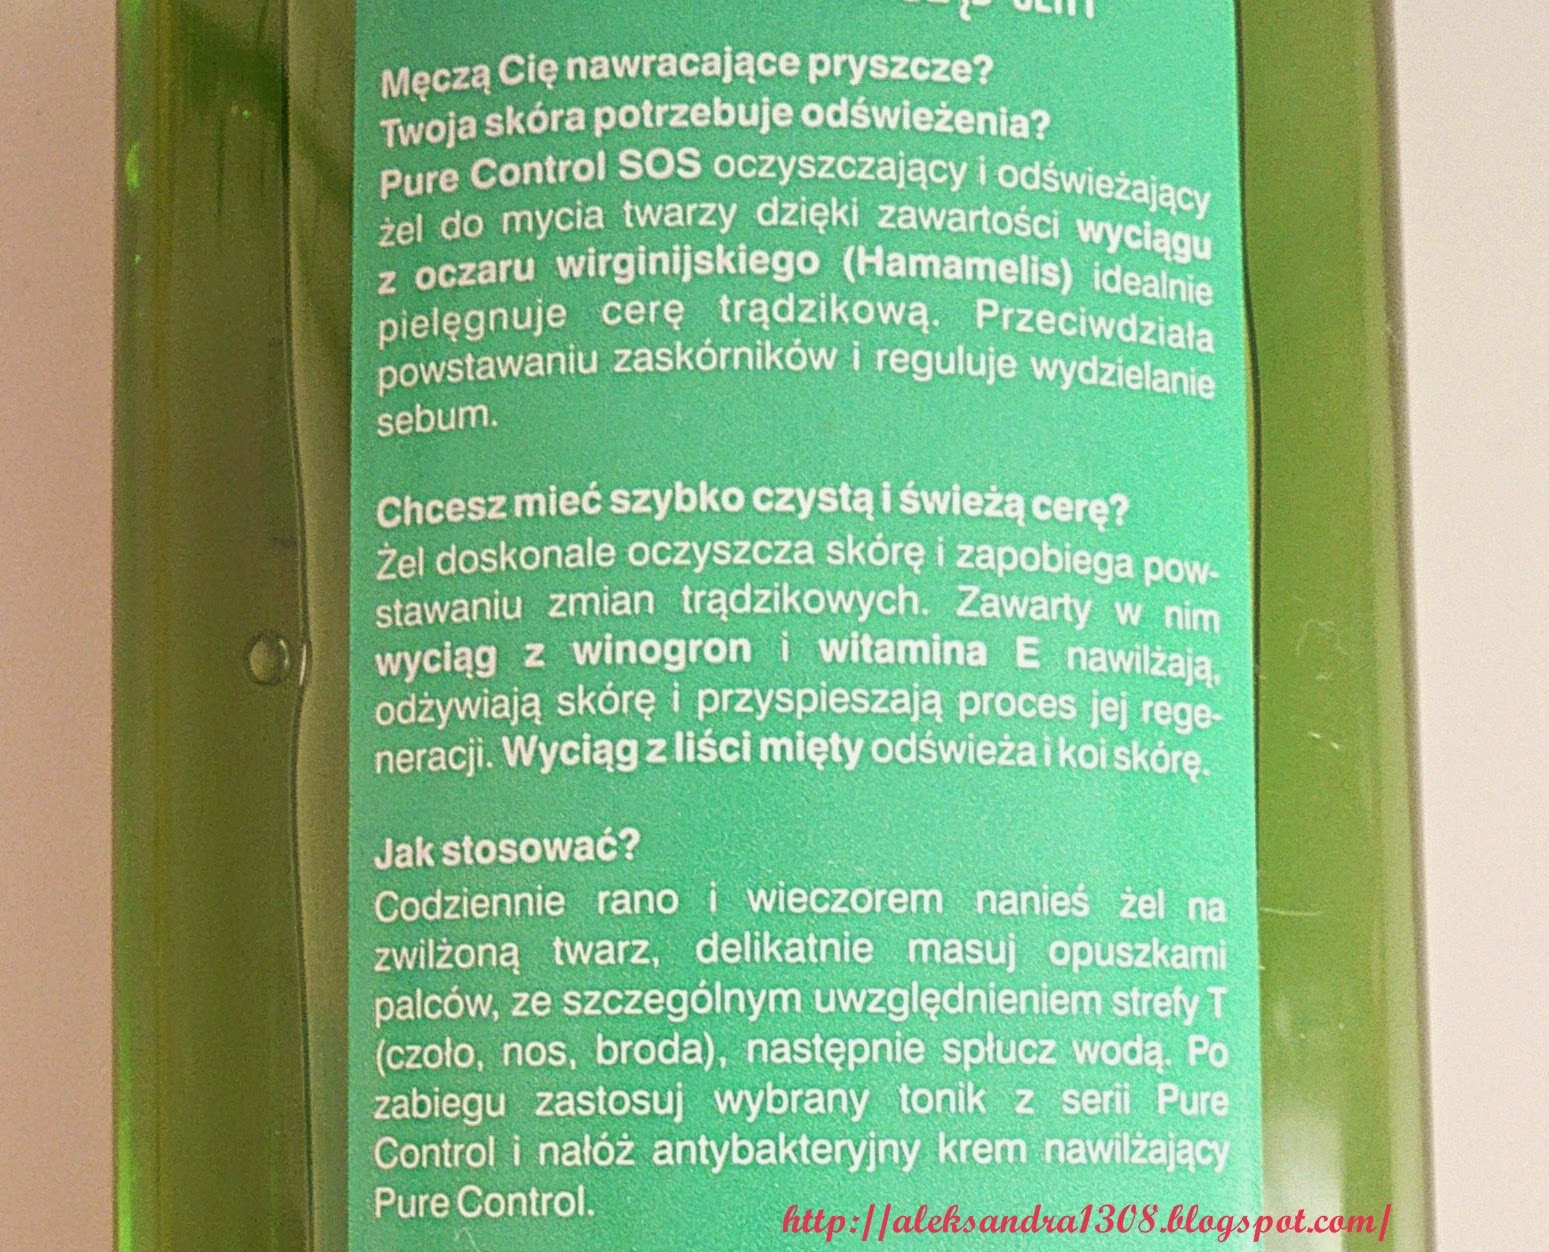 Męczą Cię nawracające pryszcze?
Twoja skóra potrzebuje odświeżenia?
Pure Control SOS oczyszczający i odświeżający
żel do mycia twarzy dzięki zawartości wyciągu
z oczaru wirginijskiego (Hamamelis) idealnie
pielęgnuje cerę trądzikową. Przeciwdziała
powstawaniu zaskórników i reguluje wydzielanie
sebum.
Chcesz mieć szybko czystą i świeżą cerę?
Żel doskonale oczyszcza skórę i zapobiega pow-
stawaniu zmian trądzikowych. Zawarty w nim
wyciąg z winogron i witamina E nawilżają,
odżywiają skórę i przyspieszają proces jej rege-
neracji. Wyciąg z liści mięty odświeża i koi skórę.
Jak stosować?
Codziennie rano i wieczorem nanieś żel na
zwilżoną twarz, delikatnie masuj opuszkami
palców, ze szczególnym uwzględnieniem strefy T
(czoło, nos, broda), następnie spłucz wodą. Po
zabiegu zastosuj wybrany tonik z serii Pure
Control i nałóż antybakteryjny krem nawilżający
Pure Control.
http://aleksandra1308.blogspot.com/